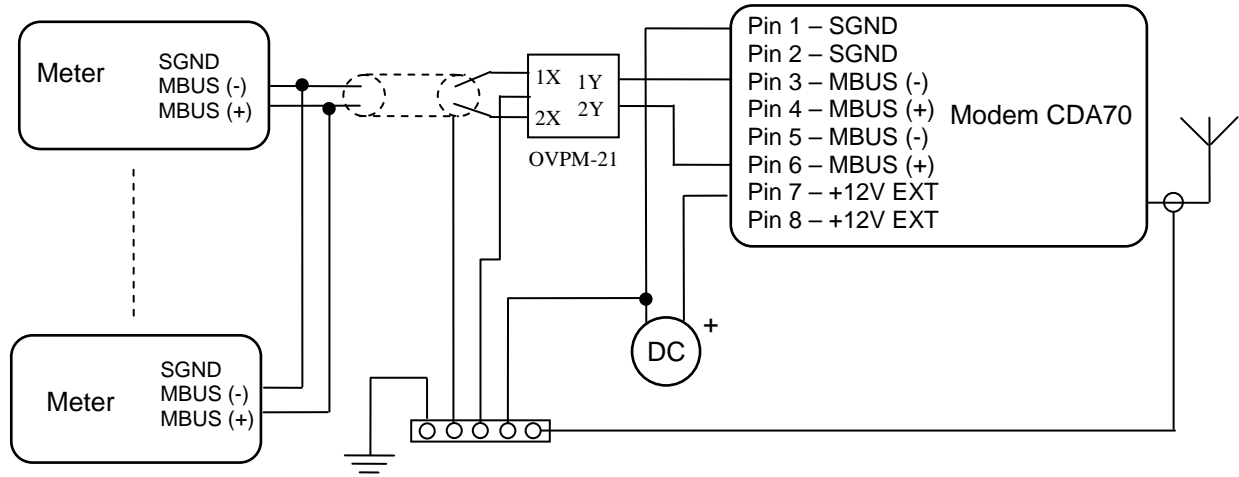 Meter
SGND
MBUS (-)
MBUS (+)
1X
1Y
2X
2Y
OVPM-21
Pin 1 – SGND
Pin 2 – SGND
Pin 3 – MBUS (-)
Pin 4 – MBUS (+)
Pin 5 – MBUS (-)
Pin 6 – MBUS (+)
Pin 7 – +12V EXT
Pin 8 – +12V EXT
Modem CDA70
+
DC
Meter
SGND
MBUS (-)
MBUS (+)